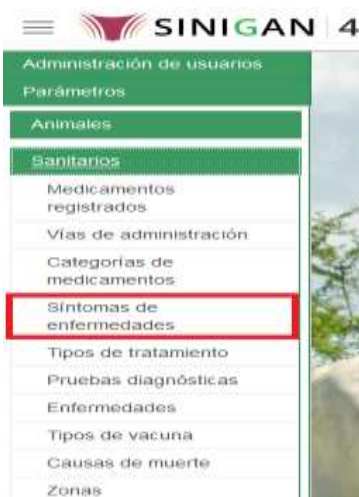 SINIGAN 4
Administración de usuarios
Parámetros
Animales
Sanitarios
Medicamentos
registrados
Vías de administración
Categorías de
medicamentos
Síntomas de
enfermedades
Tipos de tratamiento
Pruebas diagnósticas
Enfermedades
Tipos de vacuna
Causas de muerte
Zonas